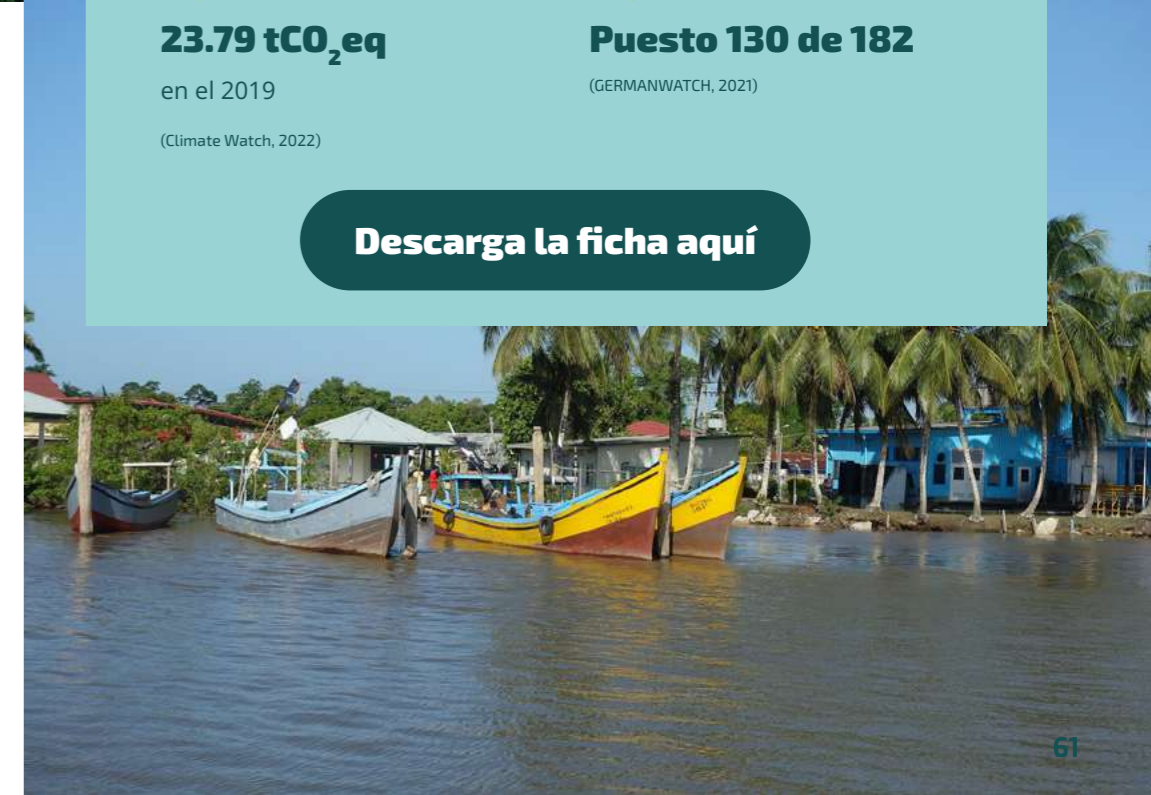 23.79 tCO₂eq
en el 2019
(Climate Watch, 2022)
Puesto 130 de 182
(GERMANWATCH, 2021)
Descarga la ficha aquí
61